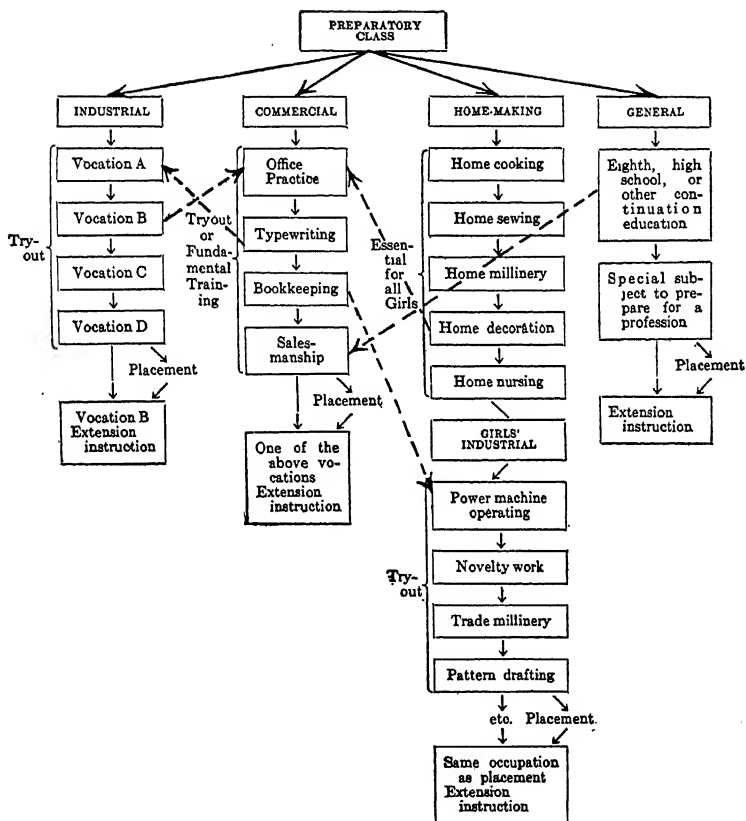 PREPARATORY
CLASS
INDUSTRIAL
Vocation A
Vocation B
Vocation C
Vocation D
Try-
out
Placement
Vocation B
Extension
instruction
COMMERCIAL
Office
Practice
Typewriting
Bookkeeping
Sales-
manship
Tryout
or
Funda-
mental
Train-
ing
Placement
One of the
above vo-
cations
Extension
instruction
HOME-MAKING
Home cooking
Home sewing
Home millinery
Home decoration
Home nursing
Essen-
tial
for
all
Girls
GIRLS'
INDUSTRIAL
Power machine
operating
Novelty work
Trade millinery
Pattern drafting
Try-
out
etc. Placement.
Same occupation
as placement
Extension
instruction
GENERAL
Eighth, high
school, or
other con-
tinuation
education
Special sub-
ject to pre-
pare for a
profession
Placement
Extension
instruction